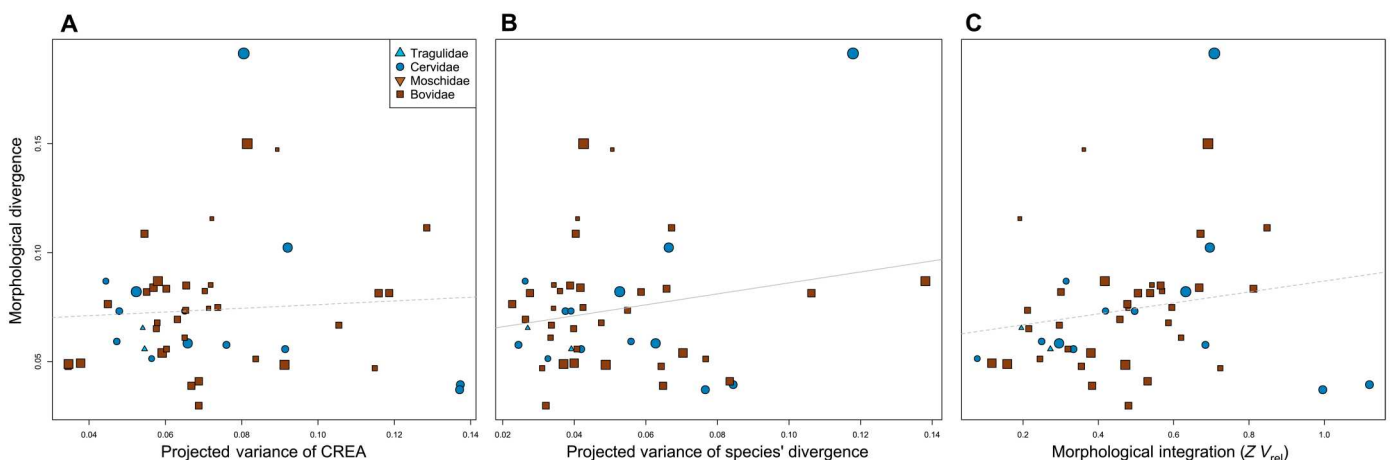 A
B
C
Tragulidae
Cervidae
Moschidae
Bovidae
Morphological divergence
0.15
0.10
0.05
0.04 0.06 0.08 0.10 0.12 0.14
0.02 0.04 0.06 0.08 0.10 0.12 0.14
0.2 0.4 0.6 0.8 1.0
Projected variance of CREA
Projected variance of species' divergence
Morphological integration (Z Vrel)